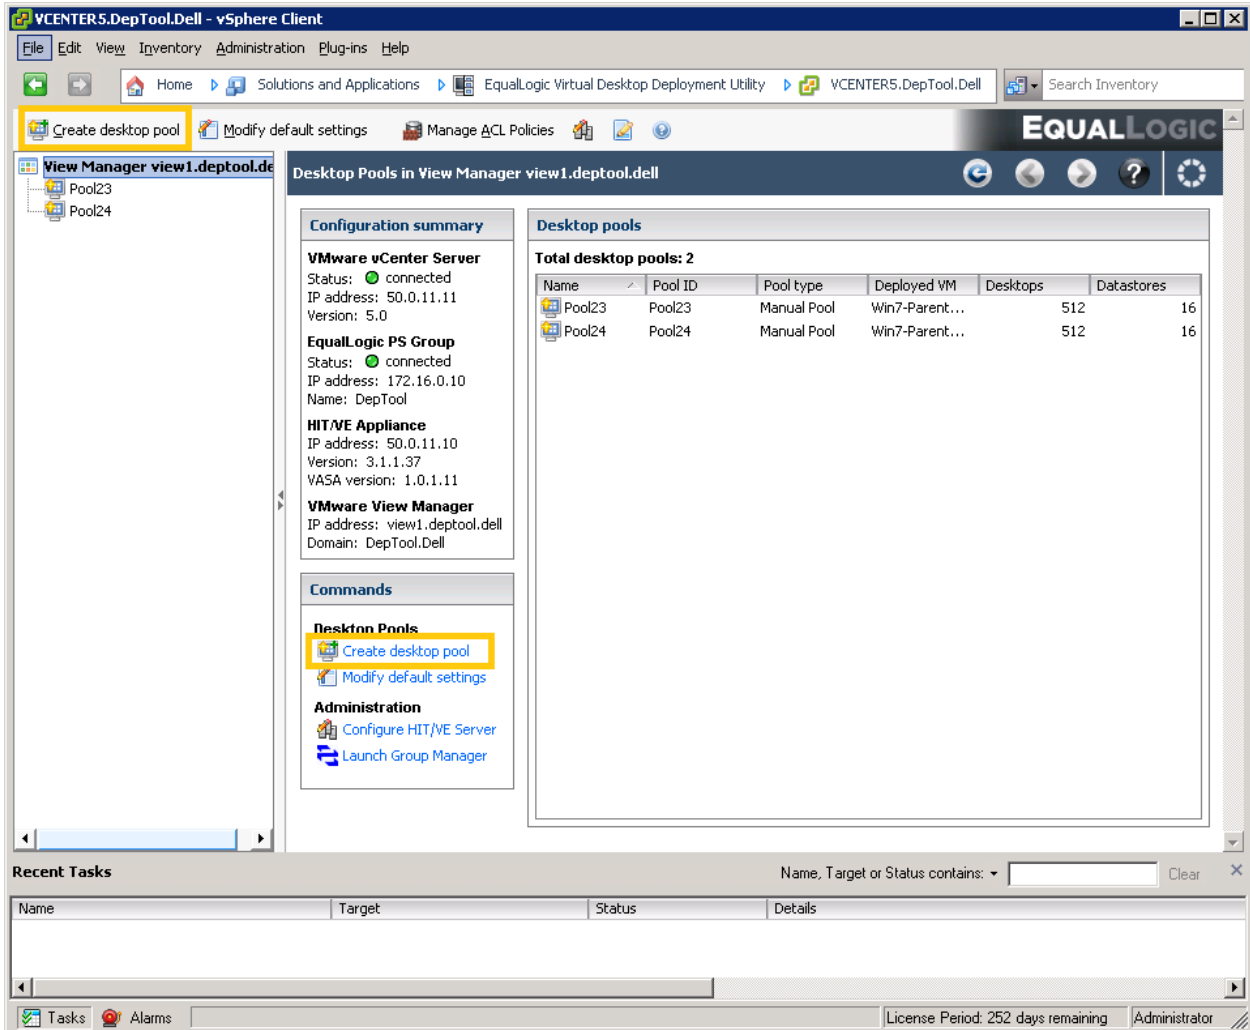 VCENTER5.DepTool.Dell - vSphere Client
File Edit View Inventory Administration Plug-ins Help
Home Solutions and Applications EqualLogic Virtual Desktop Deployment Utility VCENTER5.DepTool.Dell Search Inventory
Create desktop pool Modify default settings Manage ACL Policies EQUALLOGIC
View Manager view1.deptool.de
Pool23
Pool24
Desktop Pools in View Manager view1.deptool.dell
Configuration summary
VMware vCenter Server
Status: connected
IP address: 50.0.11.11
Version: 5.0
EqualLogic PS Group
Status: connected
IP address: 172.16.0.10
Name: DepTool
HIT/VE Appliance
IP address: 50.0.11.10
Version: 3.1.1.37
VASA version: 1.0.1.11
VMware View Manager
IP address: view1.deptool.dell
Domain: DepTool.Dell
Commands
Desktop Pools
Create desktop pool
Modify default settings
Administration
Configure HIT/VE Server
Launch Group Manager
Desktop pools
Total desktop pools: 2
Name Pool ID Pool type Deployed VM Desktops Datastores
Pool23 Pool23 Manual Pool Win7-Parent... 512 16
Pool24 Pool24 Manual Pool Win7-Parent... 512 16
Recent Tasks Name, Target or Status contains: Clear
Name Target Status Details
Tasks Alarms License Period: 252 days remaining Administrator